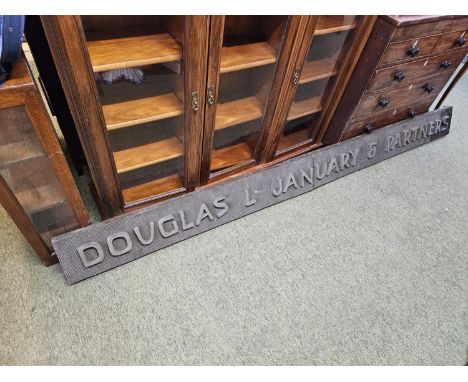 DOUGLAS L JANUARY & PARTNERS